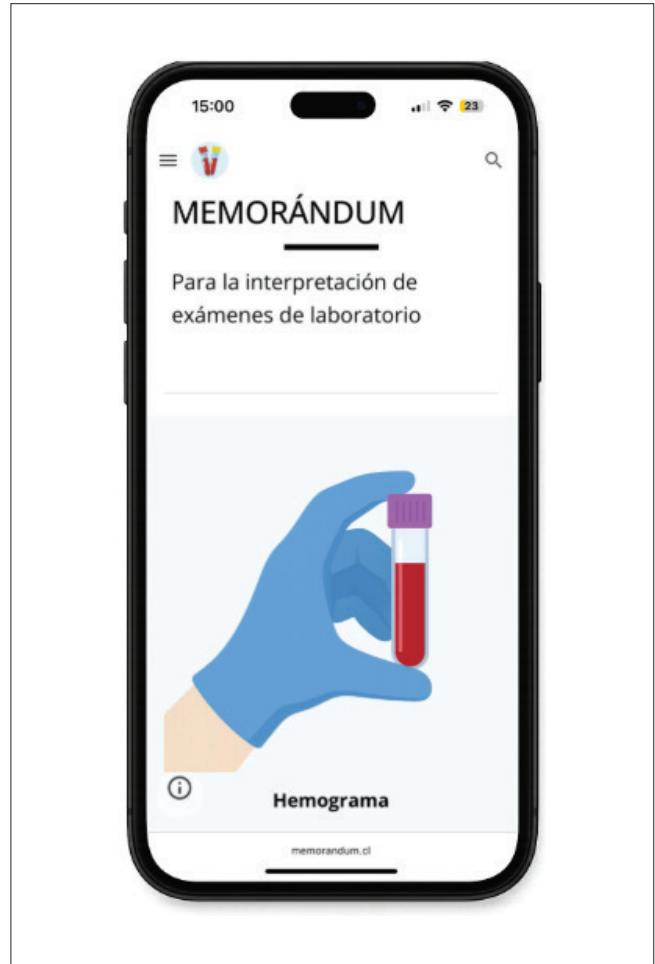 15:00
23
MEMORÁNDUM
Para la interpretación de
exámenes de laboratorio
Hemograma
memorandum.cl